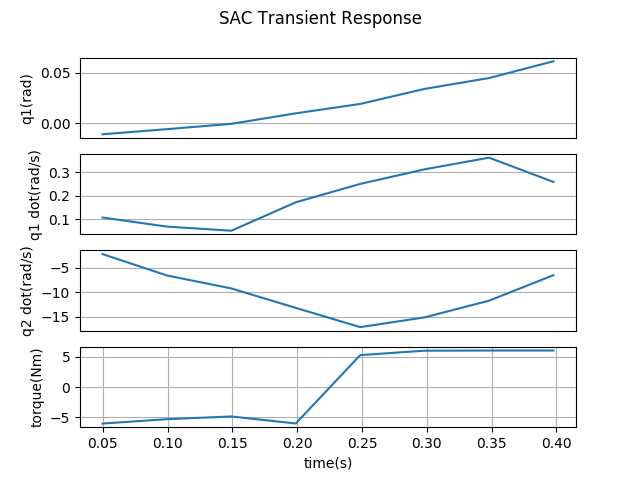 SAC Transient Response
q1(rad)
0.05
0.00
q1 dot(rad/s)
0.3
0.2
0.1
q2 dot(rad/s)
−5
−10
−15
torque(Nm)
5
0
−5
0.05 0.10 0.15 0.20 0.25 0.30 0.35 0.40
time(s)